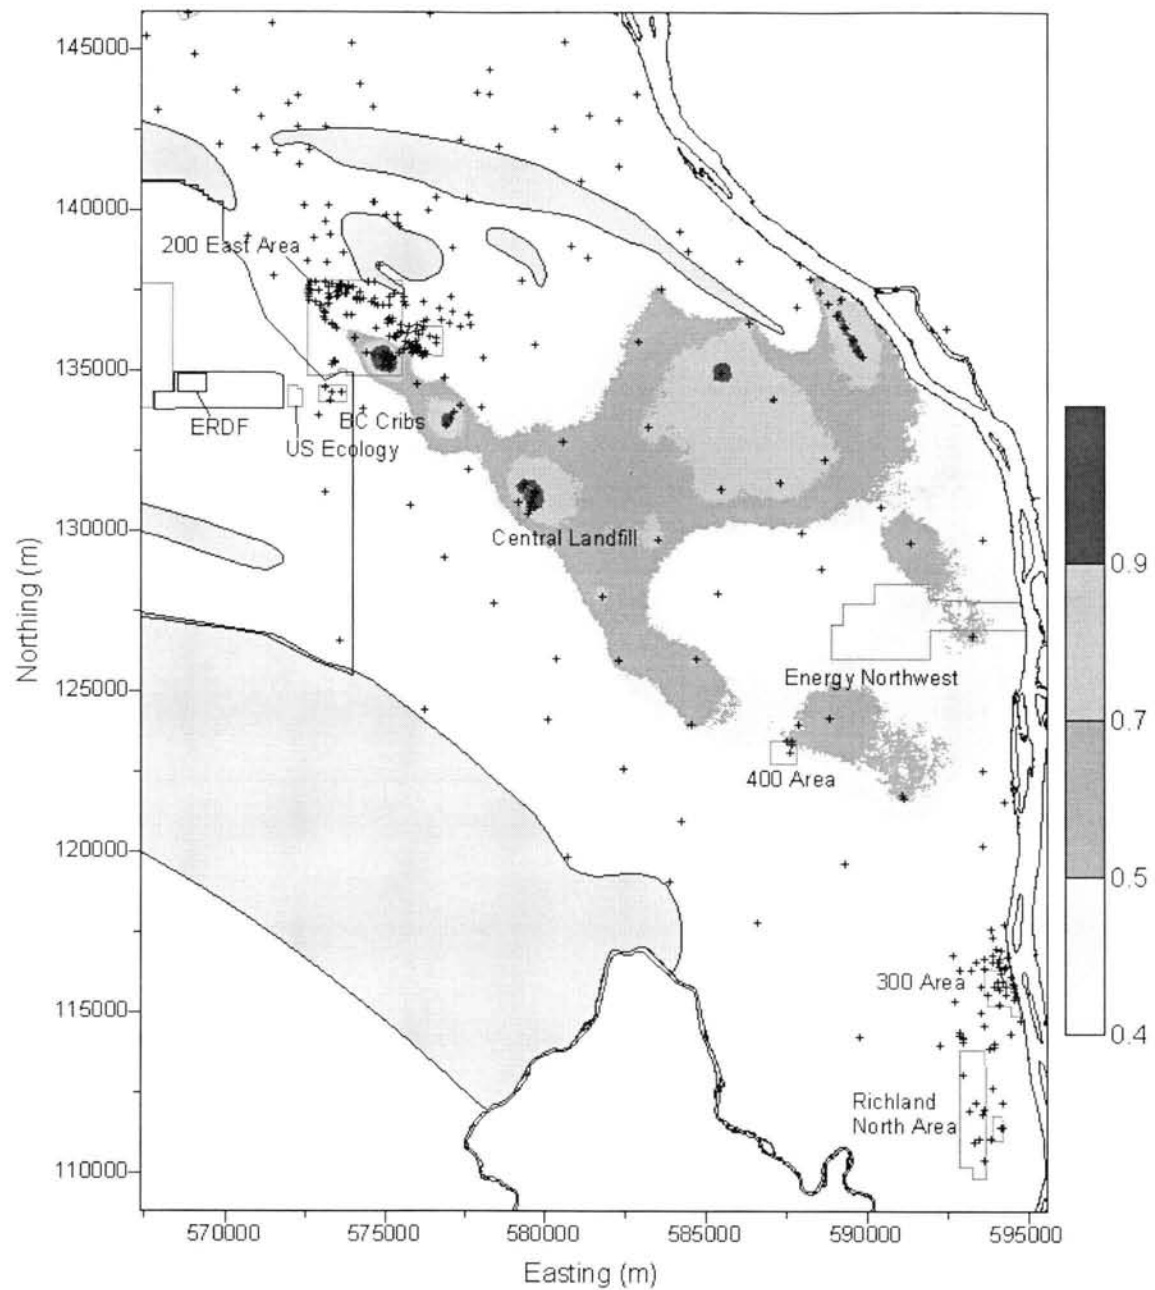 145000
140000
200 East Area
135000
ERDF
BC Cribs
US Ecology
130000
Central Landfill
Northing (m)
Energy Northwest
125000
400 Area
120000
300 Area
115000
Richland
North Area
110000
570000 575000 580000 585000 590000 595000
Easting (m)
0.9
0.7
0.5
0.4